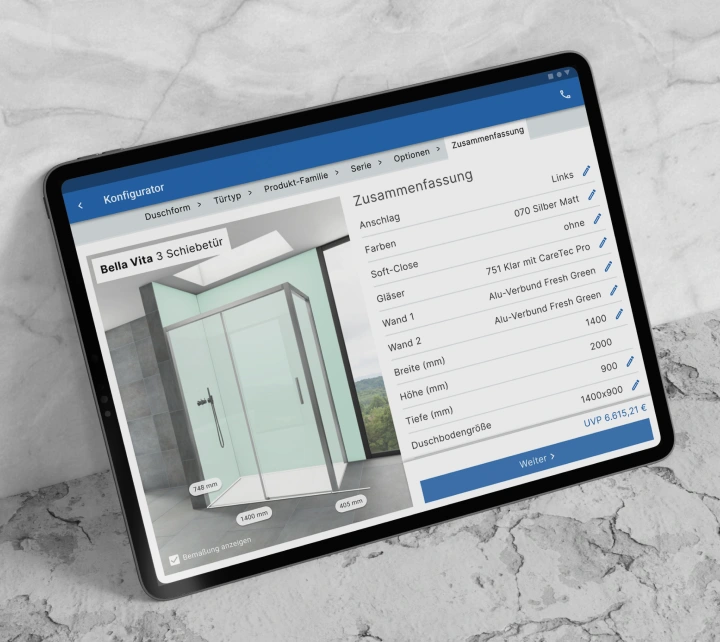 Konfigurator
Duschform > Türtyp > Produkt-Familie > Serie > Optionen > Zusammenfassung
Bella Vita 3 Schiebetür
748 mm
1400 mm
405 mm
Bemaßung anzeigen
Zusammenfassung
Anschlag Links
Farben 070 Silber Matt
Soft-Close ohne
Gläser 751 Klar mit CareTec Pro
Wand 1 Alu-Verbund Fresh Green
Wand 2 Alu-Verbund Fresh Green
Breite (mm) 1400
Höhe (mm) 2000
Tiefe (mm) 900
Duschbodengröße 1400x900
UVP 6.615,21 €
Weiter >